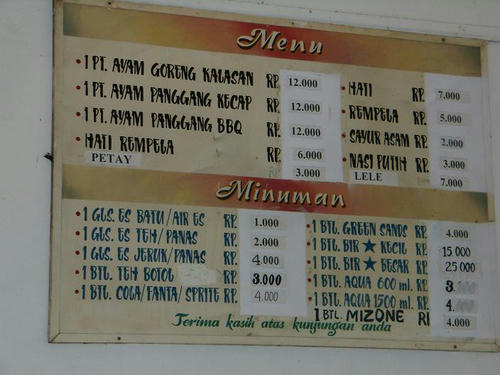 Menu
• 1 PT. AYAM GORENG KALASAN RP. 12.000
• 1 PT. AYAM PANGGANG KECAP RP. 12.000
• 1 PT. AYAM PANGGANG BBQ RP. 12.000
• HATI REMPELA RP. 6.000
PETAY 3.000
• HATI RP. 7.000
• REMPELA RP. 5.000
• SAYUR ASAM RP. 2.000
• NASI PUTIH RP. 3.000
LELE 7.000
Minuman
• 1 GLS. ES BATU/AIR ES RP. 1.000
• 1 GLS. ES TEH/PANAS RP. 2.000
• 1 GLS. ES JERUK/PANAS RP. 4.000
• 1 BTL. TEH BOTOL RP. 3.000
• 1 BTL. COLA/FANTA/SPRITE RP. 4.000
• 1 BTL. GREEN SANDS RP. 4.000
• 1 BTL. BIR ★ KECIL RP. 15 000
• 1 BTL. BIR ★ BESAR RP. 25 000
• 1 BTL. AQUA 600 ml. RP.
• 1 BTL. AQUA 1500 ml. RP.
1 BTL. MIZONE RP 4.000
Terima kasih atas kunjungan anda